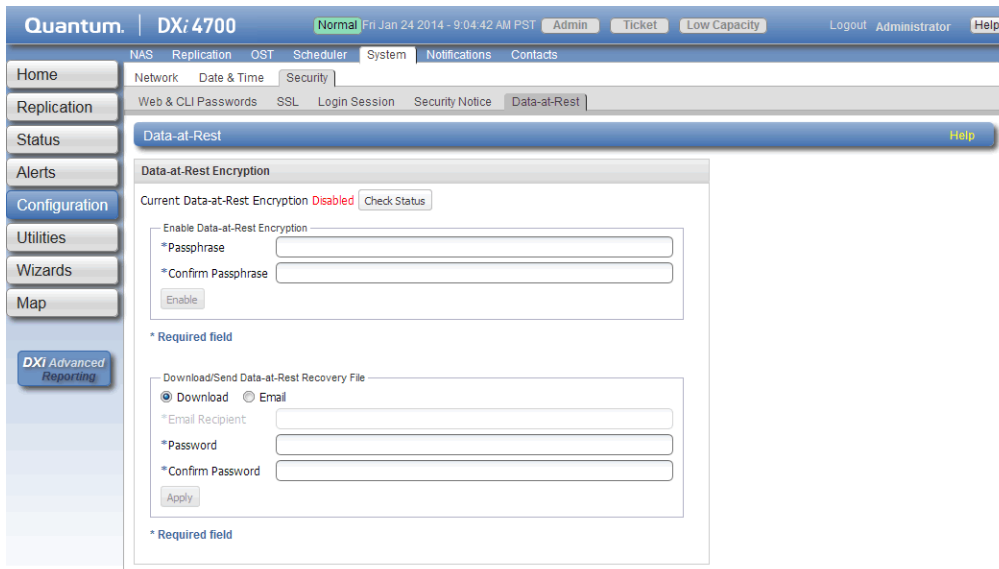 Quantum. DXi4700 Normal Fri Jan 24 2014 - 9:04:42 AM PST Admin Ticket Low Capacity Logout Administrator Help
NAS Replication OST Scheduler System Notifications Contacts
Network Date & Time Security
Web & CLI Passwords SSL Login Session Security Notice Data-at-Rest
Home
Replication
Status
Alerts
Configuration
Utilities
Wizards
Map
DXi Advanced
Reporting
Data-at-Rest Help
Data-at-Rest Encryption
Current Data-at-Rest Encryption Disabled Check Status
Enable Data-at-Rest Encryption
*Passphrase
*Confirm Passphrase
Enable
* Required field
Download/Send Data-at-Rest Recovery File
Download Email
*Email Recipient
*Password
*Confirm Password
Apply
* Required field